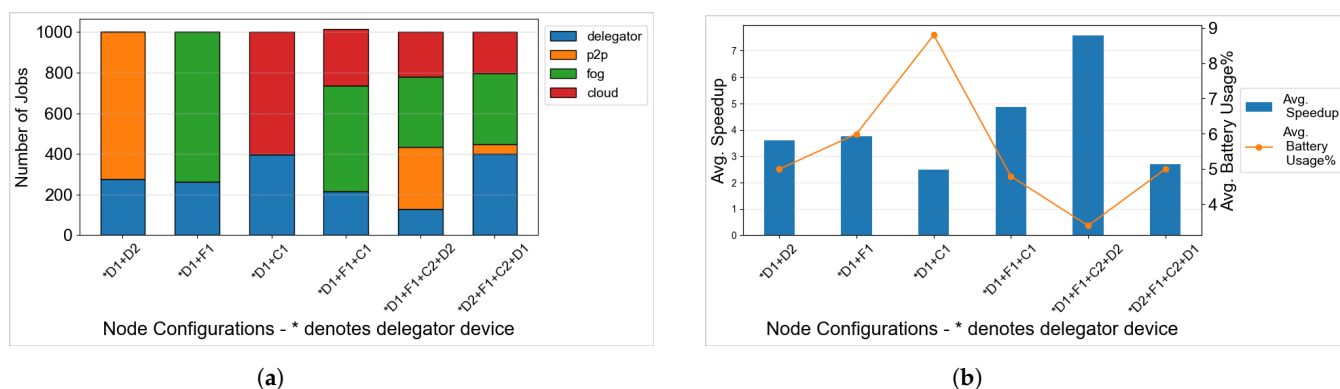 1000
800
600
400
200
0
Number of Jobs
delegator
p2p
fog
cloud
*D1+D2
*D1+F1
*D1+C1
*D1+F1+C1
*D1+F1+C2+D2
*D2+F1+C2+D1
Node Configurations - * denotes delegator device
(a)
7
6
5
4
3
2
1
0
Avg. Speedup
9
8
7
6
5
4
Avg. Battery Usage%
Avg.
Speedup
Avg.
Battery
Usage%
*D1+D2
*D1+F1
*D1+C1
*D1+F1+C1
*D1+F1+C2+D2
*D2+F1+C2+D1
Node Configurations - * denotes delegator device
(b)